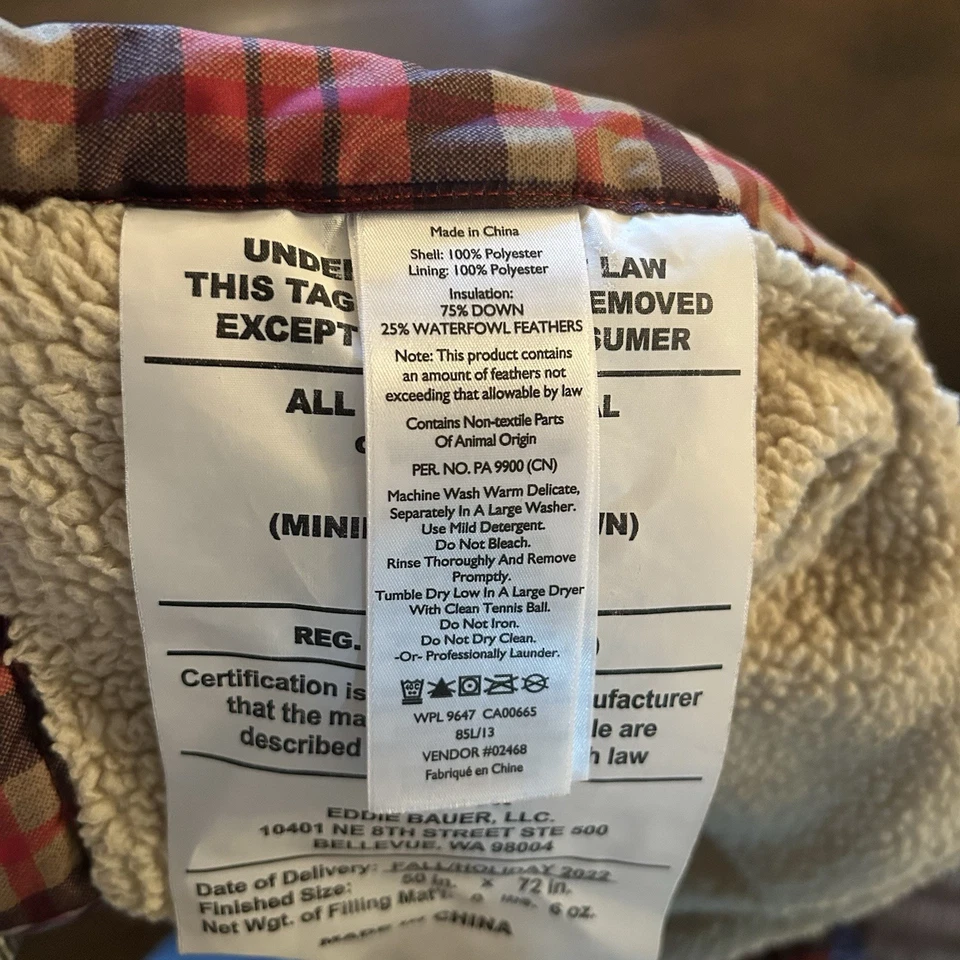 UNDE
LAW
THIS TAG
EMOVED
EXCEPT
SUMER
ALL
(MINI
WN)
REG.
Certification is
ufacturer
that the ma
le are
described
h law
Made in China
Shell: 100% Polyester
Lining: 100% Polyester
Insulation:
75% DOWN
25% WATERFOWL FEATHERS
Note: This product contains
an amount of feathers not
exceeding that allowable by law
Contains Non-textile Parts
Of Animal Origin
PER. NO. PA 9900 (CN)
Machine Wash Warm Delicate,
Separately In A Large Washer.
Use Mild Detergent.
Do Not Bleach.
Rinse Thoroughly And Remove
Promptly.
Tumble Dry Low In A Large Dryer
With Clean Tennis Ball.
Do Not Iron.
Do Not Dry Clean.
-Or- Professionally Launder.
WPL 9647 CA00665
85L/13
VENDOR #02468
Fabriqué en Chine
EDDIE BAUER, LLC.
10401 NE 8TH STREET STE 500
BELLEVUE, WA 98004
Date of Delivery: FALL/HOLIDAY 2022
Finished Size: 50 in. x 72 in.
Net Wgt. of Filling Mat'l. 6 oz.
MADE CHINA